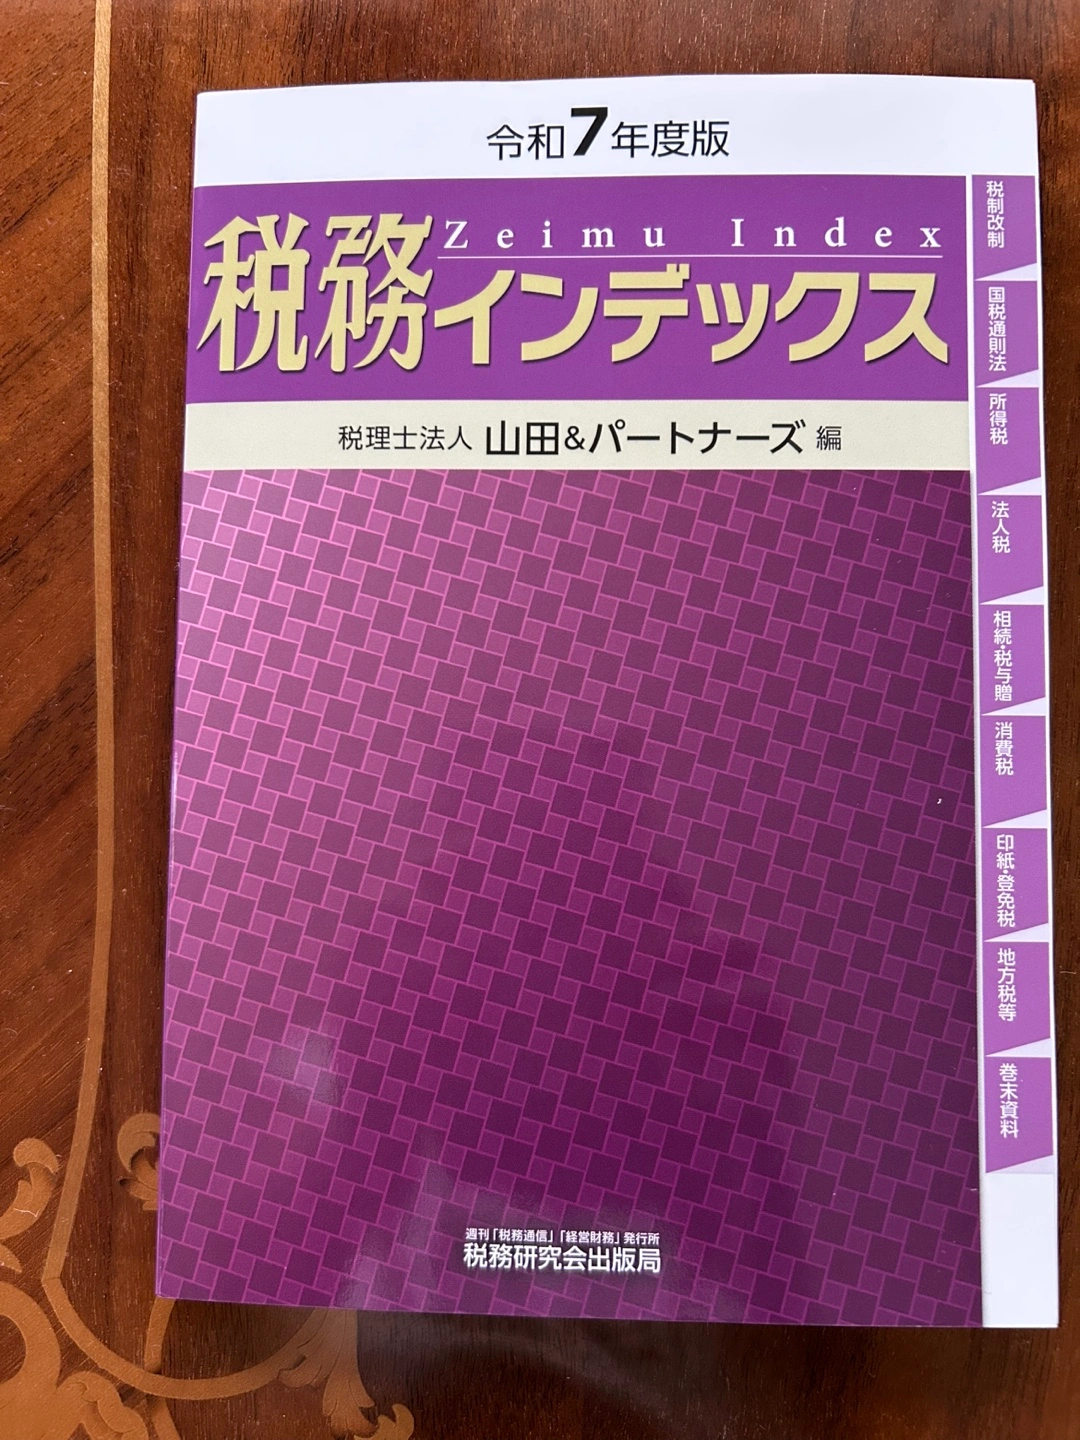 令和7年度版
Zeimu Index
税務インデックス
税理士法人 山田&パートナーズ 編
税制改制
国税通則法
所得税
法人税
相続・税与贈
消費税
印紙・登免税
地方税等
巻末資料
週刊「税務通信」「経営財務」発行所
税務研究会出版局